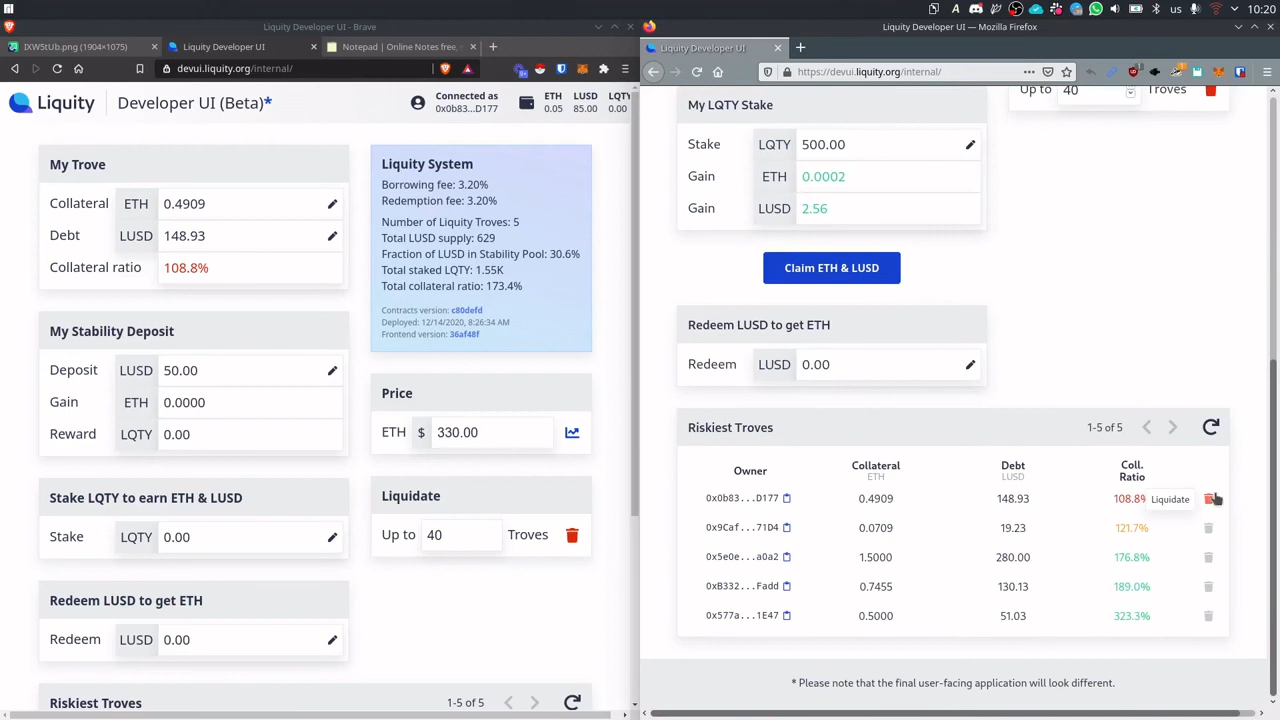 10:20
Liquity Developer UI - Brave
Liquity Developer UI — Mozilla Firefox
lXW5tUb.png (1904×1075)
Liquity Developer UI
Notepad | Online Notes free,
Liquity Developer UI
devui.liquity.org/internal/
https://devui.liquity.org/internal/
Liquity
Developer UI (Beta)*
Connected as
0x0b83...D177
ETH
0.05
LUSD
85.00
LQTY
0.00
My Trove
Collateral ETH 0.4909
Debt LUSD 148.93
Collateral ratio 108.8%
My Stability Deposit
Deposit LUSD 50.00
Gain ETH 0.0000
Reward LQTY 0.00
Stake LQTY to earn ETH & LUSD
Stake LQTY 0.00
Redeem LUSD to get ETH
Redeem LUSD 0.00
Riskiest Troves 1-5 of 5
Liquity System
Borrowing fee: 3.20%
Redemption fee: 3.20%
Number of Liquity Troves: 5
Total LUSD supply: 629
Fraction of LUSD in Stability Pool: 30.6%
Total staked LQTY: 1.55K
Total collateral ratio: 173.4%
Contracts version: c80defd
Deployed: 12/14/2020, 8:26:34 AM
Frontend version: 36af48f
Price
ETH $ 330.00
Liquidate
Up to 40 Troves
Up to 40 Troves
My LQTY Stake
Stake LQTY 500.00
Gain ETH 0.0002
Gain LUSD 2.56
Claim ETH & LUSD
Redeem LUSD to get ETH
Redeem LUSD 0.00
Riskiest Troves 1-5 of 5
Owner
Collateral
ETH
Debt
LUSD
Coll.
Ratio
0x0b83...D177 0.4909 148.93 108.8% Liquidate
0x9Caf...71D4 0.0709 19.23 121.7%
0x5e0e...a0a2 1.5000 280.00 176.8%
0xB332...Fadd 0.7455 130.13 189.0%
0x577a...1E47 0.5000 51.03 323.3%
* Please note that the final user-facing application will look different.